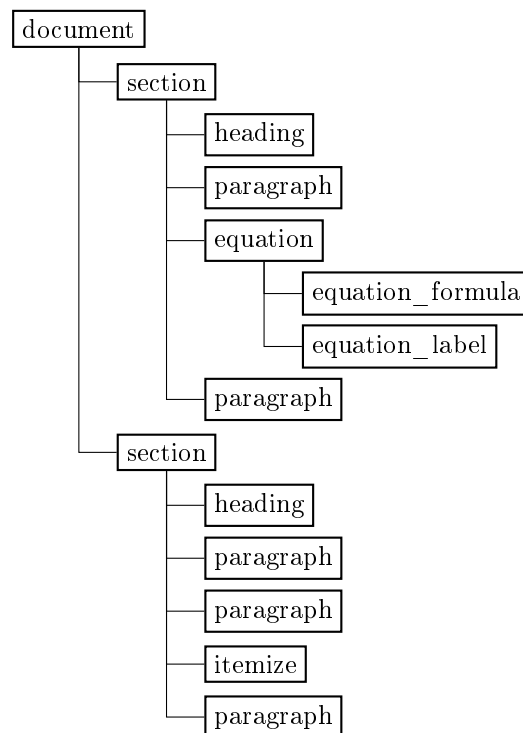 document
section
heading
paragraph
equation
equation_formula
equation_label
paragraph
section
heading
paragraph
paragraph
itemize
paragraph